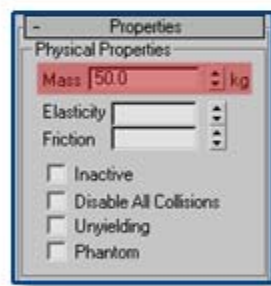 - Properties
Physical Properties
Mass 50.0 kg
Elasticity
Friction
Inactive
Disable All Collisions
Unyielding
Phantom